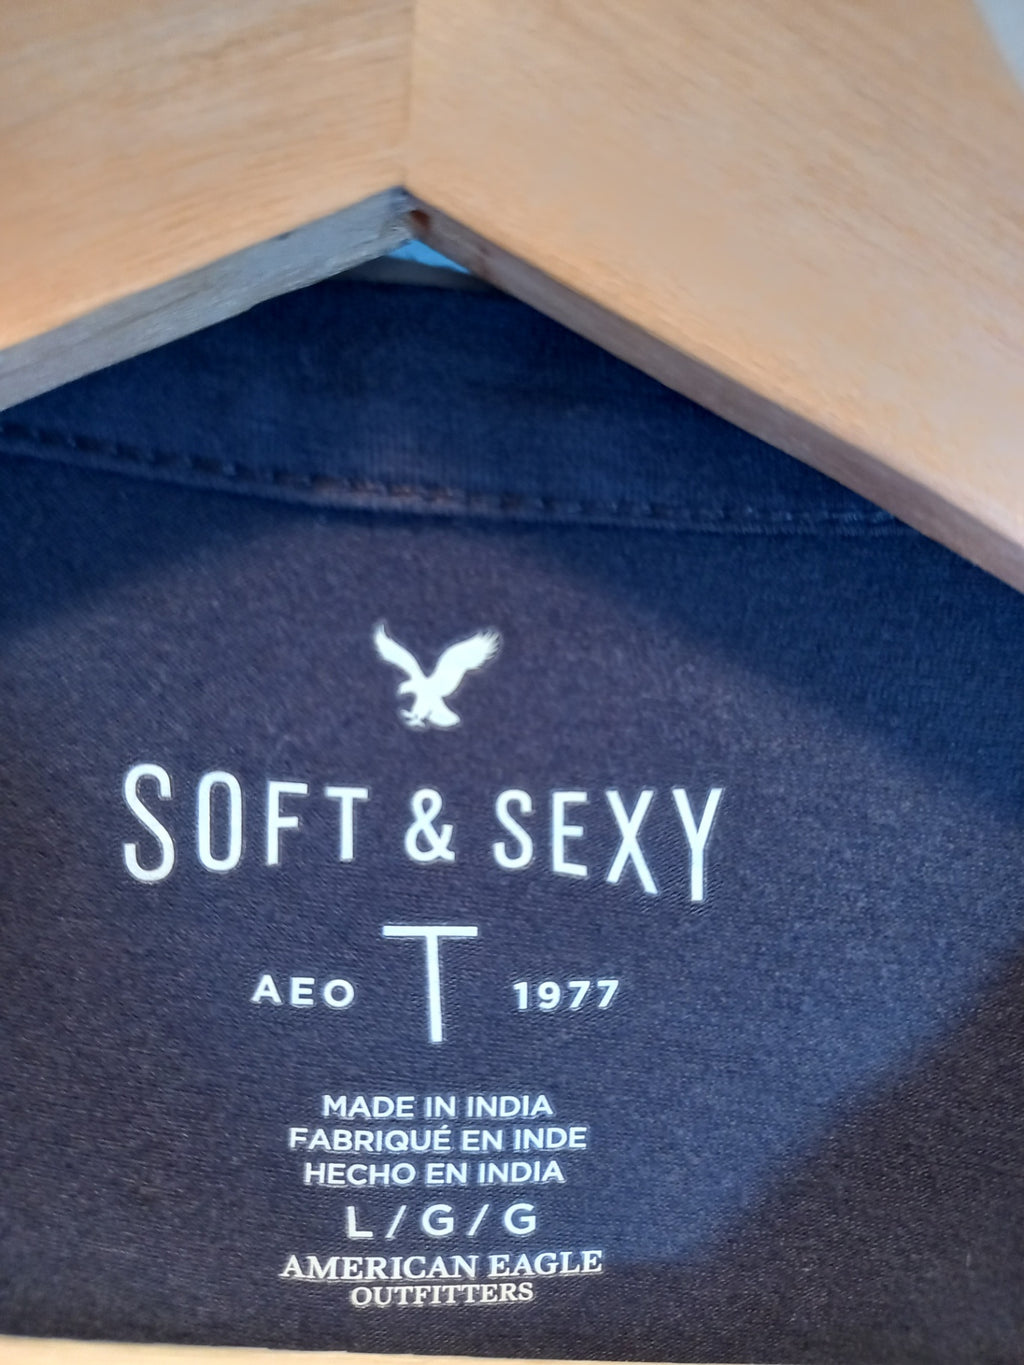 SOFT & SEXY
T
AEO 1977
MADE IN INDIA
FABRIQUÉ EN INDE
HECHO EN INDIA
L / G / G
AMERICAN EAGLE
OUTFITTERS